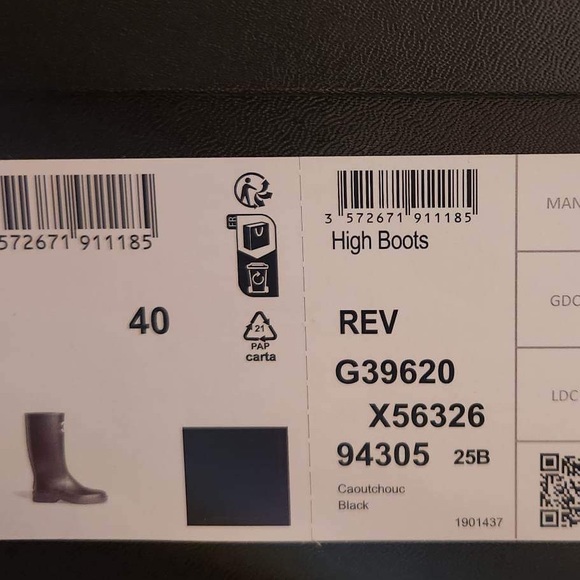 572671 911185
FR
40
21
PAP
carta
3 572671 911185
High Boots
REV
G39620
X56326
94305 25B
Caoutchouc
Black
1901437
MAN
GDC
LDC